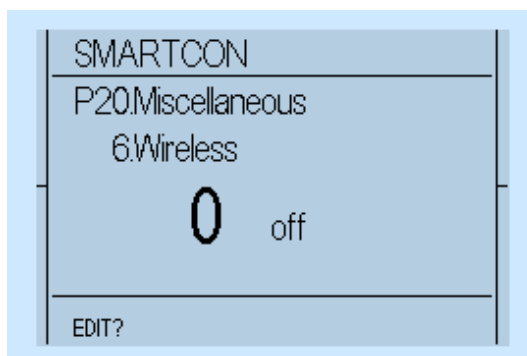 SMARTCON
P20.Miscellaneous
6.Wireless
0 off
EDIT?